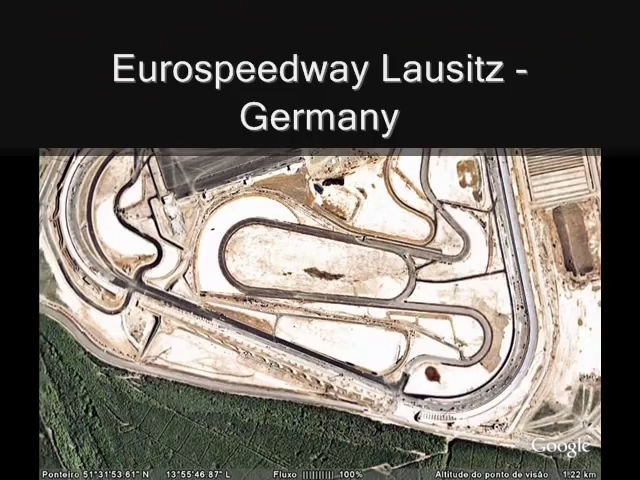 Eurospeedway Lausitz -
Germany
Google
Ponteiro 51°31'53.61" N 13°55'46.87" L Fluxo |||||||||| 100% Altitude do ponto de visão 1.22 km